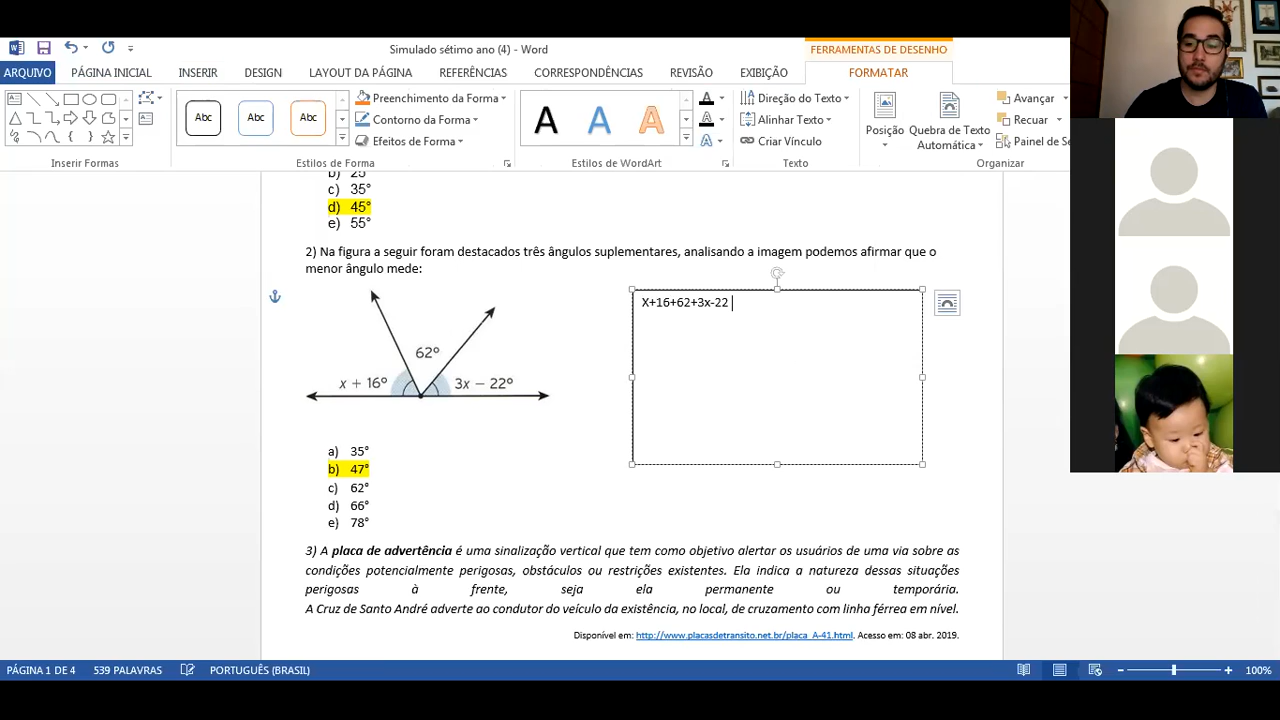 Simulado sétimo ano (4) - Word
FERRAMENTAS DE DESENHO
ARQUIVO PÁGINA INICIAL INSERIR DESIGN LAYOUT DA PÁGINA REFERÊNCIAS CORRESPONDÊNCIAS REVISÃO EXIBIÇÃO FORMATAR
Abc Abc Abc
Preenchimento da Forma
Contorno da Forma
Efeitos de Forma
A A A
A
A
A
Direção do Texto
Alinhar Texto
Criar Vínculo
Posição
Quebra de Texto
Automática
Avançar
Recuar
Painel de Se
Inserir Formas
Estilos de Forma
Estilos de WordArt
Texto
Organizar
b) 25
c) 35°
d) 45°
e) 55°
2) Na figura a seguir foram destacados três ângulos suplementares, analisando a imagem podemos afirmar que o
menor ângulo mede:
X+16+62+3x-22
62º
x + 16º
3x − 22º
a) 35°
b) 47°
c) 62°
d) 66°
e) 78°
3) A placa de advertência é uma sinalização vertical que tem como objetivo alertar os usuários de uma via sobre as
condições potencialmente perigosas, obstáculos ou restrições existentes. Ela indica a natureza dessas situações
perigosas à frente, seja ela permanente ou temporária.
A Cruz de Santo André adverte ao condutor do veículo da existência, no local, de cruzamento com linha férrea em nível.
Disponível em: http://www.placasdetransito.net.br/placa_A-41.html. Acesso em: 08 abr. 2019.
PÁGINA 1 DE 4 539 PALAVRAS PORTUGUÊS (BRASIL) 100%